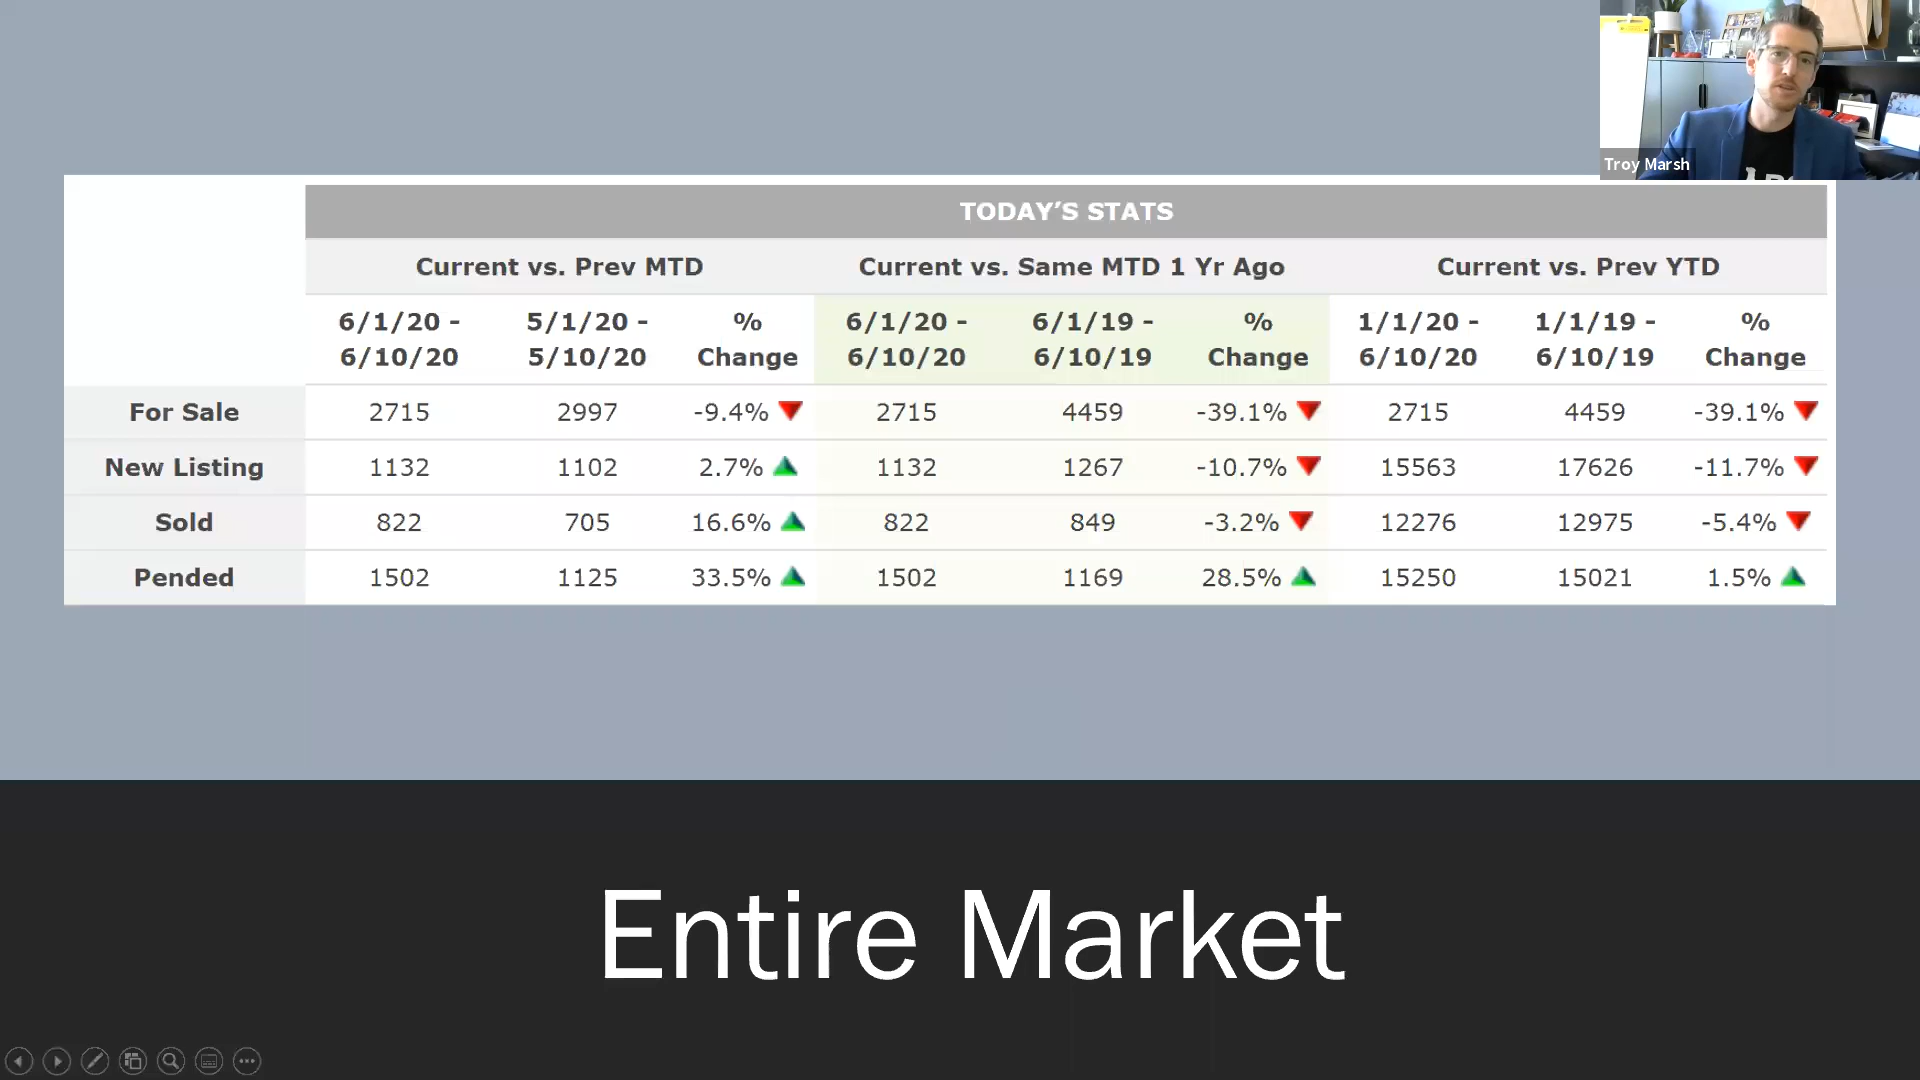 Troy Marsh
TODAY’S STATS
Current vs. Prev MTD Current vs. Same MTD 1 Yr Ago Current vs. Prev YTD
6/1/20 - 5/1/20 - % 6/1/20 - 6/1/19 - % 1/1/20 - 1/1/19 - %
6/10/20 5/10/20 Change 6/10/20 6/10/19 Change 6/10/20 6/10/19 Change
For Sale 2715 2997 -9.4% 2715 4459 -39.1% 2715 4459 -39.1%
New Listing 1132 1102 2.7% 1132 1267 -10.7% 15563 17626 -11.7%
Sold 822 705 16.6% 822 849 -3.2% 12276 12975 -5.4%
Pended 1502 1125 33.5% 1502 1169 28.5% 15250 15021 1.5%
Entire Market